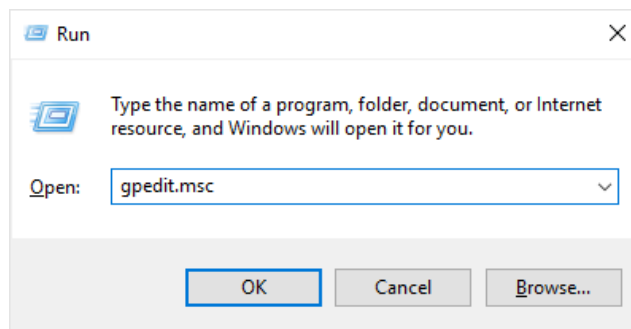 Run
Type the name of a program, folder, document, or Internet
resource, and Windows will open it for you.
Open: gpedit.msc
OK Cancel Browse...